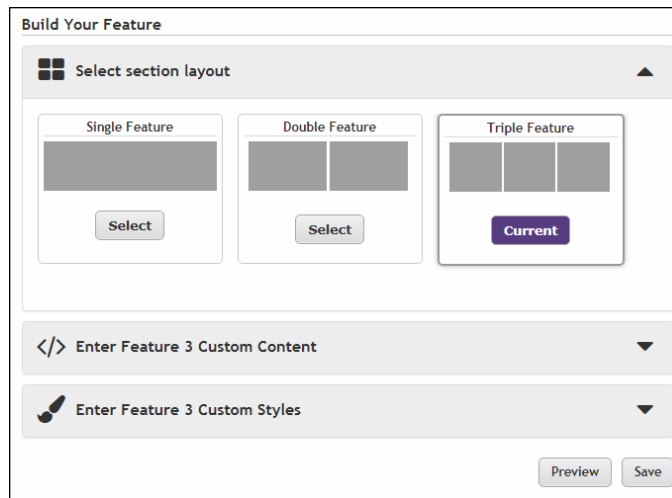 Build Your Feature
Select section layout
Single Feature
Double Feature
Triple Feature
Select
Select
Current
Enter Feature 3 Custom Content
Enter Feature 3 Custom Styles
Preview
Save